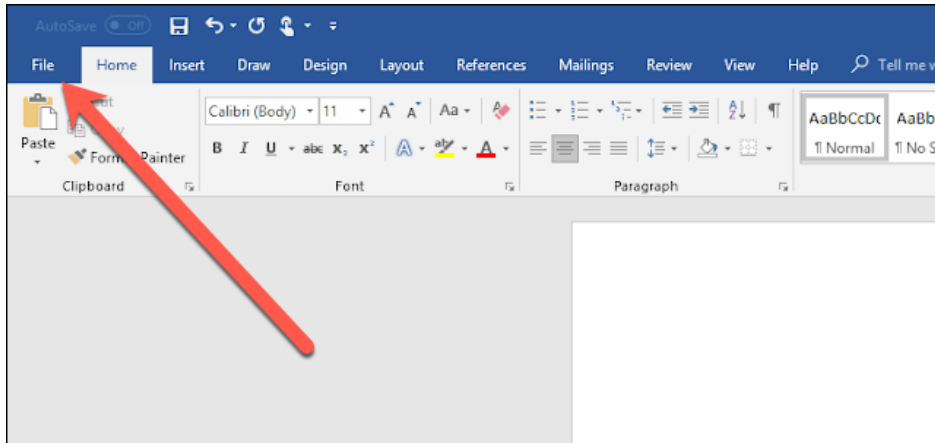 AutoSave Off
File Home Insert Draw Design Layout References Mailings Review View Help Tell me
Calibri (Body) 11 Aa AaBbCcDc AaBb
Paste Painter B I U abc X₂ X² A aby A ¶ Normal ¶ No S
Clipboard Font Paragraph